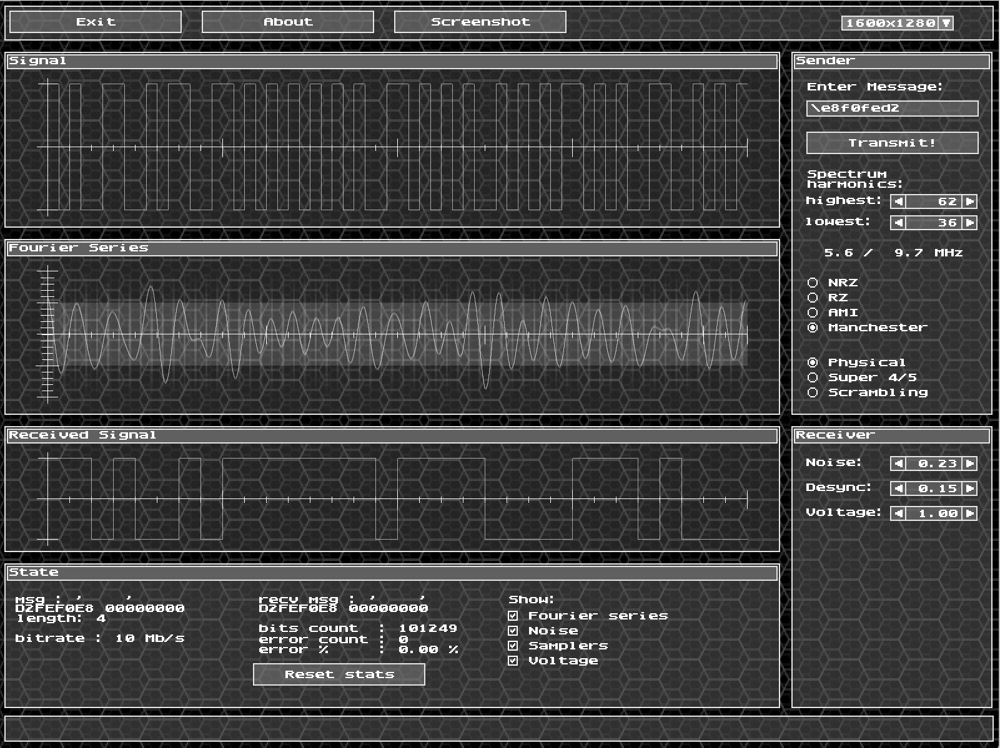 Exit About Screenshot 1600x1280
Signal
Sender
Enter Message:
\e8f0fed2
Transmit!
Spectrum
harmonics:
highest: 62
lowest: 36
5.6 / 9.7 MHz
NRZ
RZ
AMI
Manchester
Physical
Super 4/5
Scrambling
Fourier Series
Received Signal
Receiver
Noise: 0.23
Desync: 0.15
Voltage: 1.00
State
msg : ' '
D2FEF0E8 00000000
length: 4
bitrate : 10 Mb/s
recv msg : ' '
D2FEF0E8 00000000
bits count : 101249
error count : 0
error % : 0.00 %
Reset stats
Show:
Fourier series
Noise
Samplers
Voltage